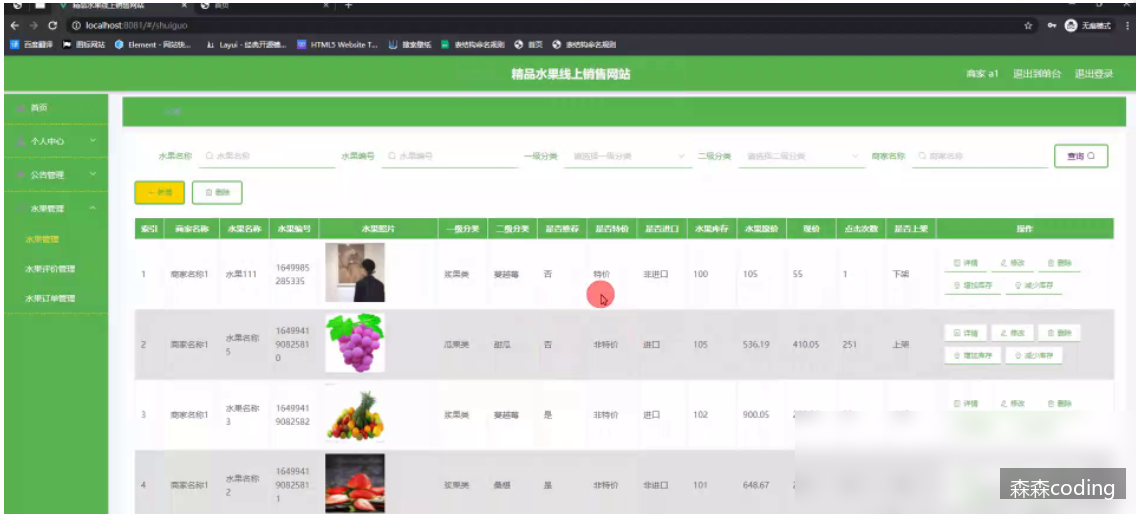 精品水果线上销售网站
首页
localhost:8081/#/shuiguo
无痕模式
百度翻译 图标网站 Element - 网站快... Layui - 经典开源模... HTML5 Website T... 搜索壁纸 表结构命名规则 首页 表结构命名规则
精品水果线上销售网站
商家 a1 退出到前台 退出登录
首页
个人中心
公告管理
水果管理
水果管理
水果评价管理
水果订单管理
水果名称 水果名称 水果编号 水果编号 一级分类 请选择一级分类 二级分类 请选择二级分类 商家名称 商家名称 查询
新增 删除
索引 商家名称 水果名称 水果编号 水果照片 一级分类 二级分类 是否推荐 是否特价 是否进口 水果库存 水果原价 现价 点击次数 是否上架 操作
1 商家名称1 水果111 1649985285335 浆果类 蔓越莓 否 特价 非进口 100 105 55 1 下架 详情 修改 删除
增加库存 减少库存
2 商家名称1 水果名称5 164994190825810 瓜果类 甜瓜 否 非特价 进口 105 536.19 410.05 251 上架 详情 修改 删除
增加库存 减少库存
3 商家名称1 水果名称3 16499419082582 浆果类 蔓越莓 是 非特价 进口 102 900.05 详情 修改 删除
4 商家名称1 水果名称2 164994190825811 浆果类 桑椹 是 非特价 非进口 101 648.67
森森coding